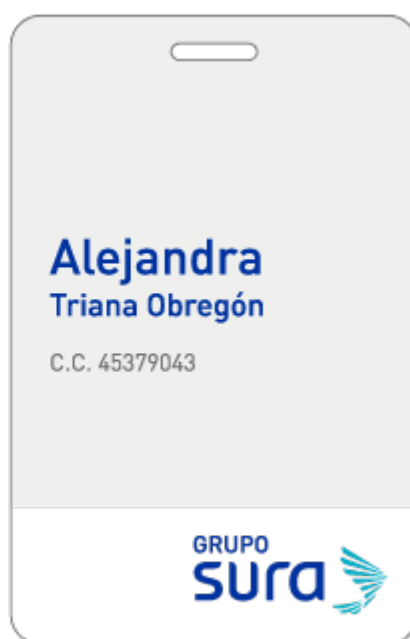 Alejandra
Triana Obregón
C.C. 45379043
GRUPO
sura